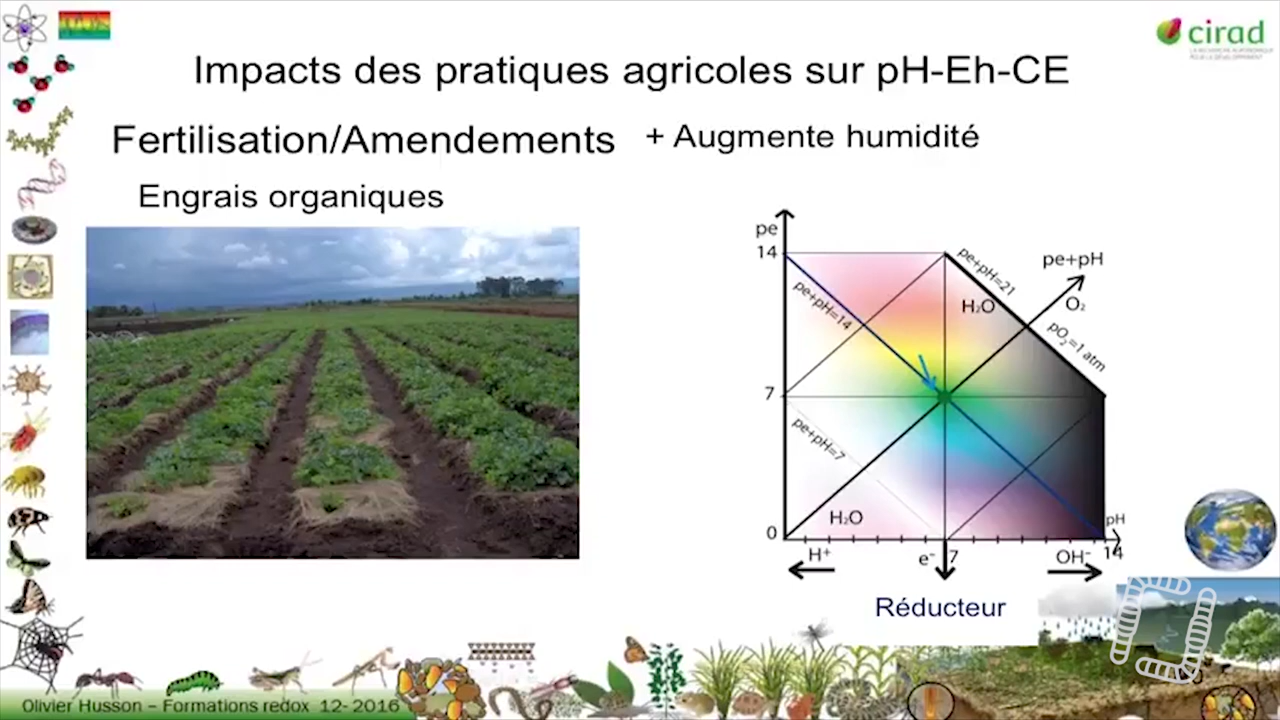 cirad
Impacts des pratiques agricoles sur pH-Eh-CE
Fertilisation/Amendements + Augmente humidité
Engrais organiques
pe
14
pe+pH=21
pe+pH
pe+pH=14
H₂O
O₂
pO₂=1 atm
7
pe+pH=7
0
H₂O
pH
H⁺
e⁻
7
OH⁻
14
Réducteur
Olivier Husson – Formations redox 12- 2016